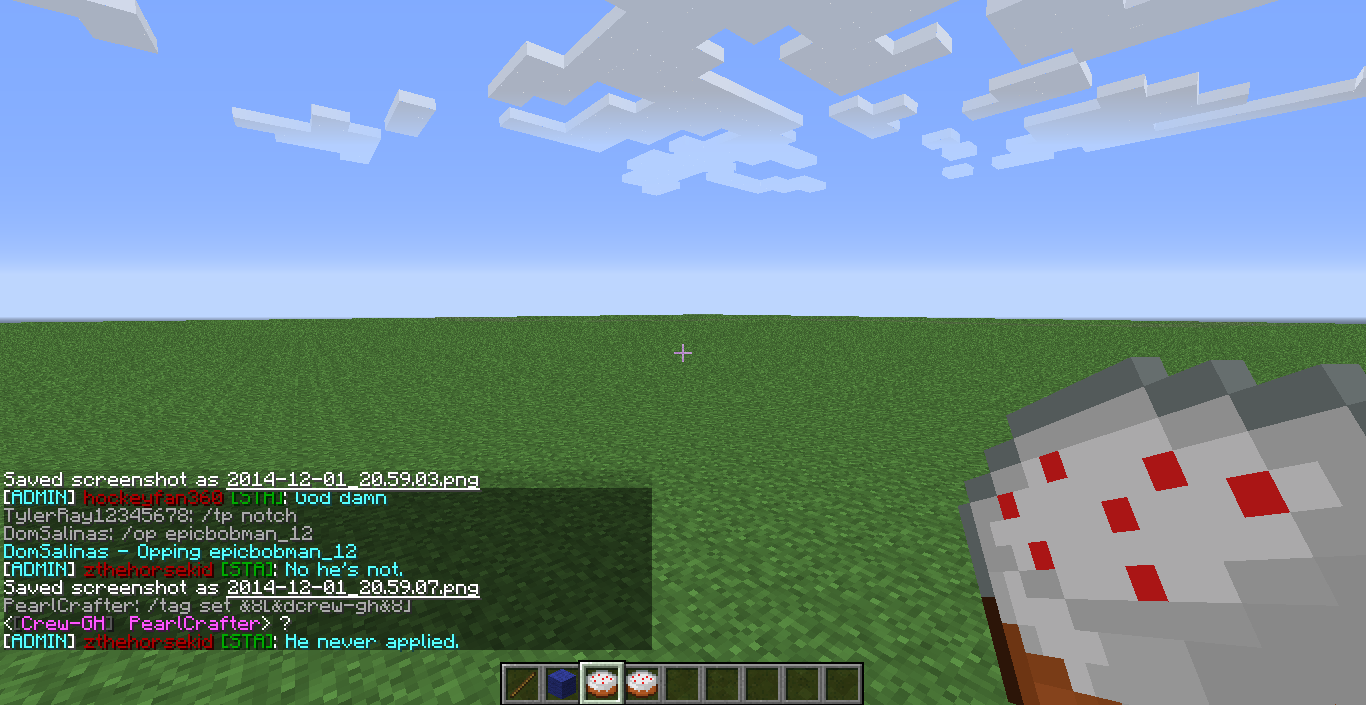 Saved screenshot as 2014-12-01_20.59.03.png
[ADMIN] hockeyfan360 [STA]: God damn
TylerRay12345678: /tp notch
DomSalinas: /op epicbobman_12
DomSalinas - Opping epicbobman_12
[ADMIN] zthehorsekid [STA]: No he's not.
Saved screenshot as 2014-12-01_20.59.07.png
PearlCrafter: /tag set &8[&dcrew-gh&8]
<[Crew-GH] PearlCrafter> ?
[ADMIN] zthehorsekid [STA]: He never applied.